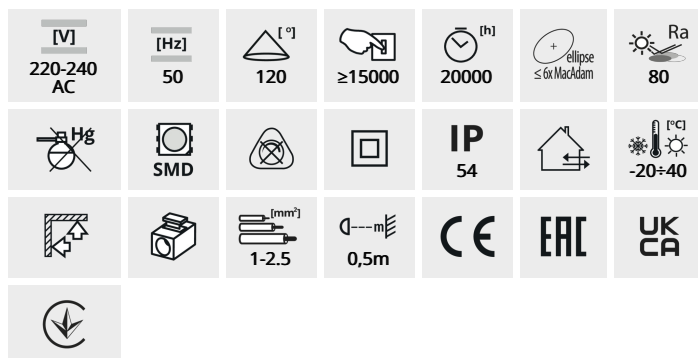 [V]
220-240
AC
[Hz]
50
[°]
120
≥15000
[h]
20000
ellipse
≤ 6x MacAdam
Ra
80
Hg
SMD
IP
54
[°C]
-20÷40
[mm²]
1-2.5
m
0,5m
CE
EAC
UK
CA